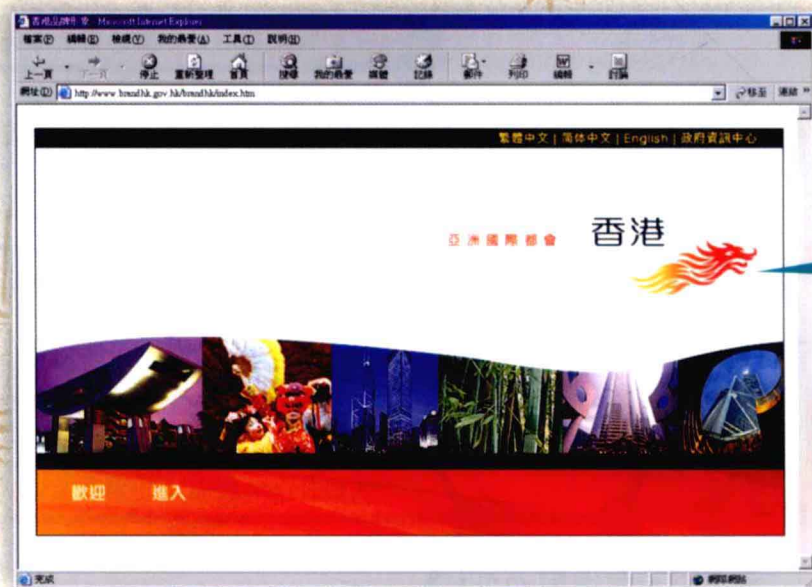 香港品牌形象 - Microsoft Internet Explorer
檔案(F) 編輯(E) 檢視(V) 我的最愛(A) 工具(T) 說明(H)
上一頁 下一頁 停止 重新整理 首頁 搜尋 我的最愛 媒體 記錄 郵件 列印 編輯 討論
網址(D) http://www.brandhk.gov.hk/brandhk/index.htm 移至 連結 »
繁體中文 | 简体中文 | English | 政府資訊中心
亞洲國際都會 香港
歡迎 進入
完成 網際網路